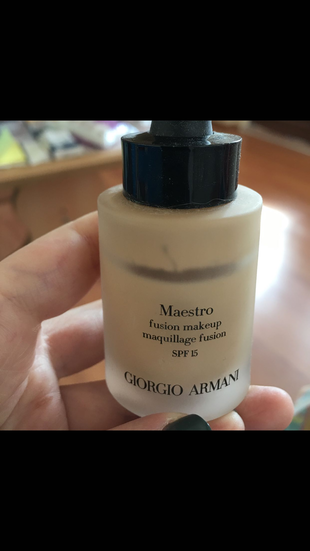 Maestro
fusion makeup
maquillage fusion
SPF 15
GIORGIO ARMANI